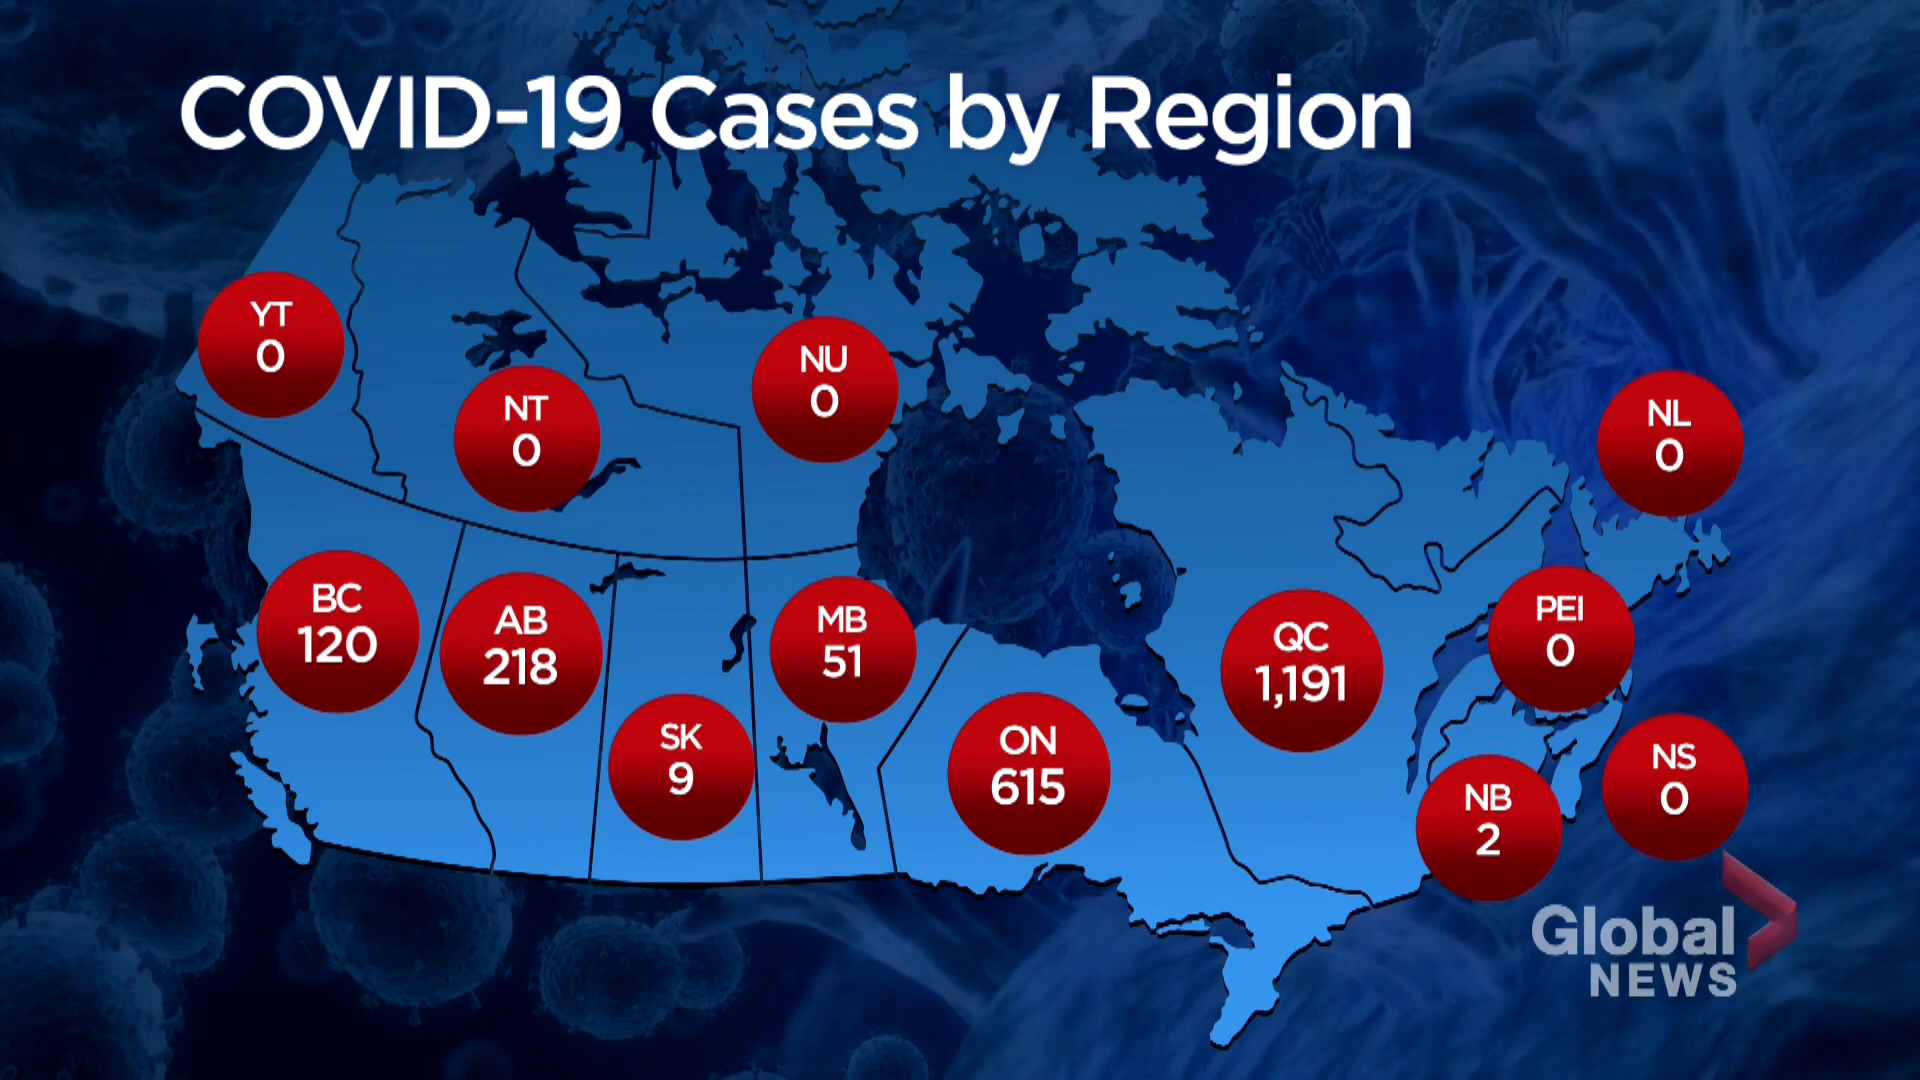 COVID-19 Cases by Region
YT
0
NT
0
NU
0
NL
0
BC
120
AB
218
SK
9
MB
51
ON
615
QC
1,191
PEI
0
NB
2
NS
0
Global
NEWS